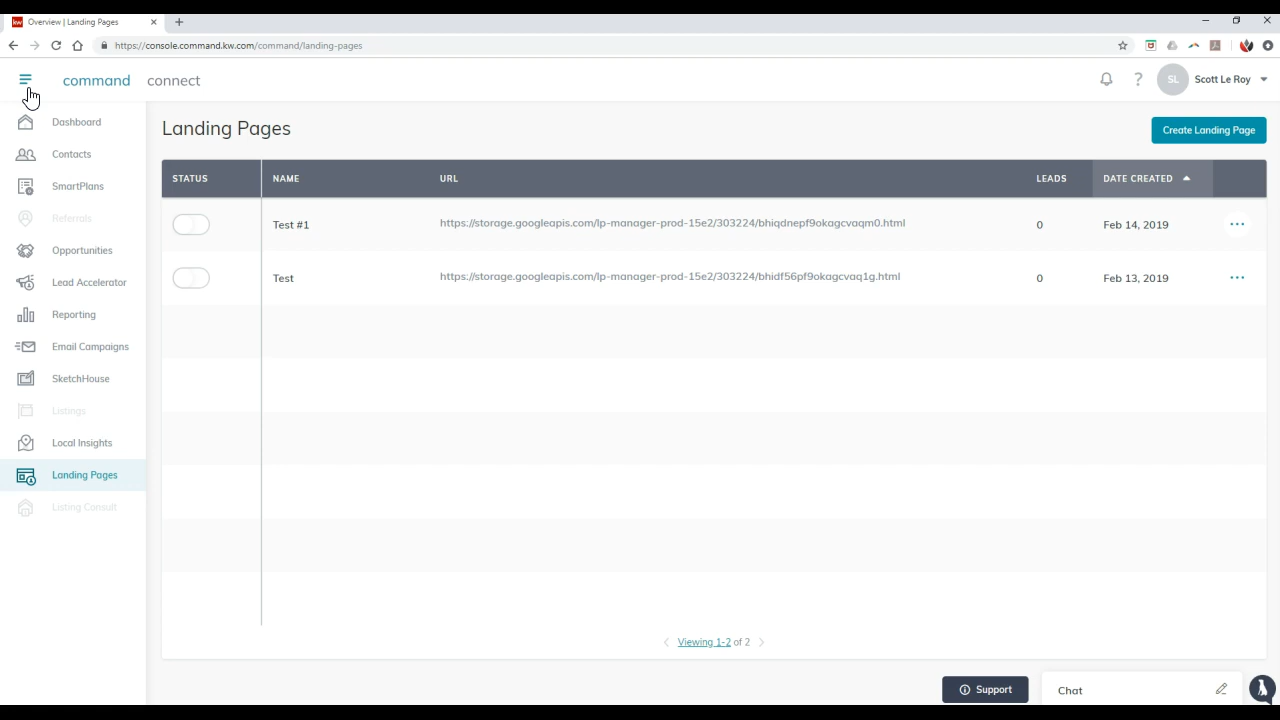 kw Overview | Landing Pages
https://console.command.kw.com/command/landing-pages
command connect
? SL Scott Le Roy
Dashboard
Contacts
SmartPlans
Referrals
Opportunities
Lead Accelerator
Reporting
Email Campaigns
SketchHouse
Listings
Local Insights
Landing Pages
Listing Consult
Landing Pages
Create Landing Page
STATUS NAME URL LEADS DATE CREATED
Test #1 https://storage.googleapis.com/lp-manager-prod-15e2/303224/bhiqdnepf9okagcvaqm0.html 0 Feb 14, 2019
Test https://storage.googleapis.com/lp-manager-prod-15e2/303224/bhidf56pf9okagcvaq1g.html 0 Feb 13, 2019
Viewing 1-2 of 2
Support
Chat